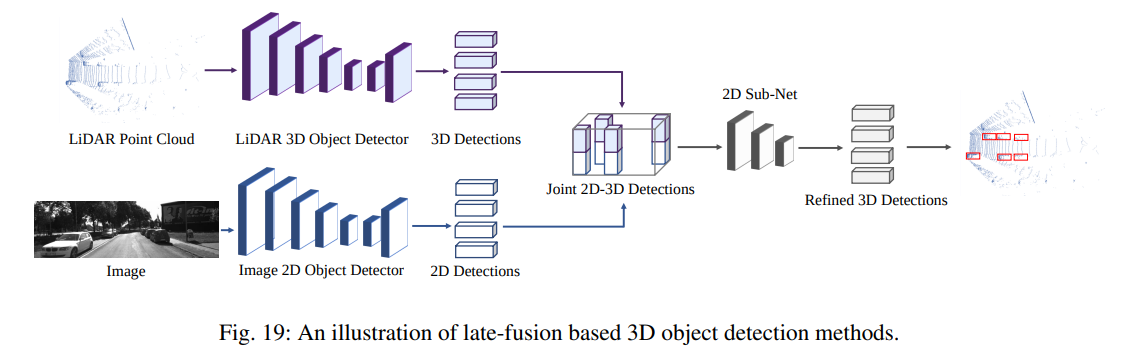 2D Sub-Net
LiDAR Point Cloud
LiDAR 3D Object Detector
3D Detections
Joint 2D-3D Detections
Refined 3D Detections
Image
Image 2D Object Detector
2D Detections
Fig. 19: An illustration of late-fusion based 3D object detection methods.